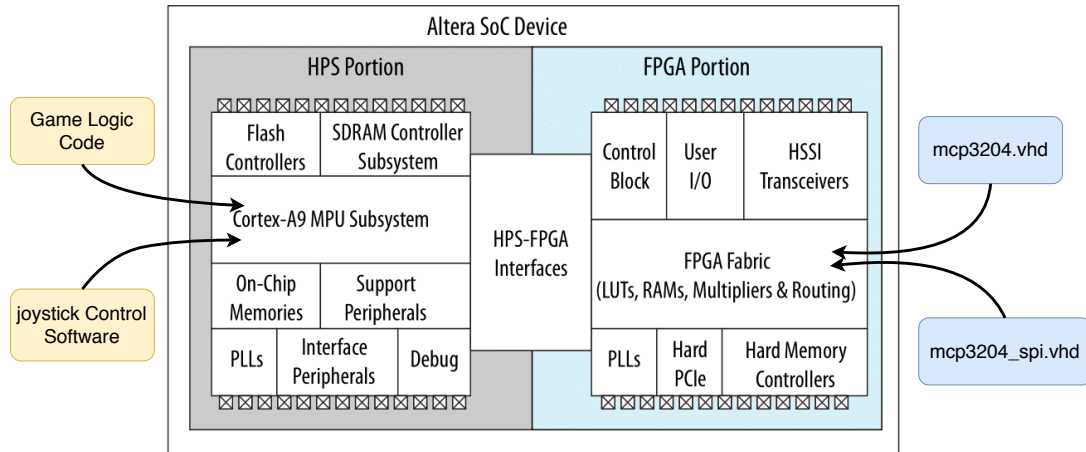 Altera SoC Device
HPS Portion
FPGA Portion
Game Logic
Code
joystick Control
Software
Flash
Controllers
SDRAM Controller
Subsystem
Cortex-A9 MPU Subsystem
On-Chip
Memories
Support
Peripherals
PLLs
Interface
Peripherals
Debug
HPS-FPGA
Interfaces
Control
Block
User
I/O
HSSI
Transceivers
FPGA Fabric
(LUTs, RAMs, Multipliers & Routing)
PLLs
Hard
PCIe
Hard Memory
Controllers
mcp3204.vhd
mcp3204_spi.vhd